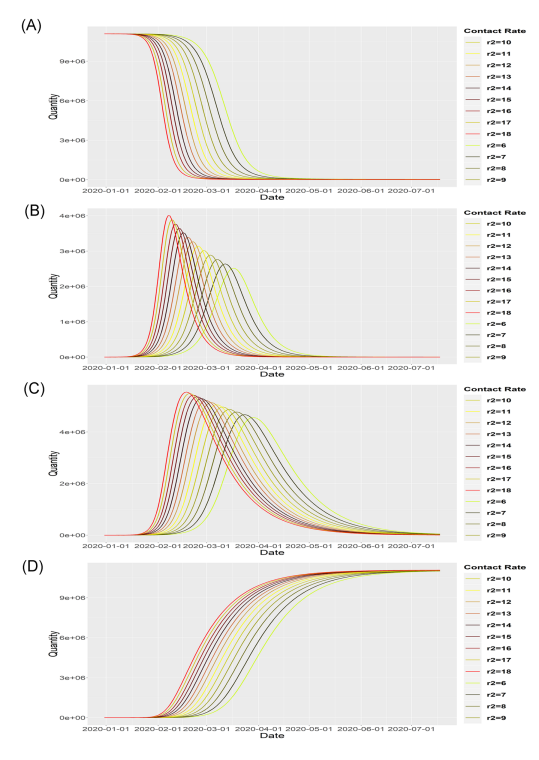 (A)
Contact Rate
r2=10
r2=11
r2=12
r2=13
r2=14
r2=15
r2=16
r2=17
r2=18
r2=6
r2=7
r2=8
r2=9
Quantity
9e+06
6e+06
3e+06
0e+00
2020-01-01 2020-02-01 2020-03-01 2020-04-01 2020-05-01 2020-06-01 2020-07-01
Date
(B)
Contact Rate
r2=10
r2=11
r2=12
r2=13
r2=14
r2=15
r2=16
r2=17
r2=18
r2=6
r2=7
r2=8
r2=9
Quantity
4e+06
3e+06
2e+06
1e+06
0e+00
2020-01-01 2020-02-01 2020-03-01 2020-04-01 2020-05-01 2020-06-01 2020-07-01
Date
(C)
Contact Rate
r2=10
r2=11
r2=12
r2=13
r2=14
r2=15
r2=16
r2=17
r2=18
r2=6
r2=7
r2=8
r2=9
Quantity
4e+06
2e+06
0e+00
2020-01-01 2020-02-01 2020-03-01 2020-04-01 2020-05-01 2020-06-01 2020-07-01
Date
(D)
Contact Rate
r2=10
r2=11
r2=12
r2=13
r2=14
r2=15
r2=16
r2=17
r2=18
r2=6
r2=7
r2=8
r2=9
Quantity
9e+06
6e+06
3e+06
0e+00
2020-01-01 2020-02-01 2020-03-01 2020-04-01 2020-05-01 2020-06-01 2020-07-01
Date